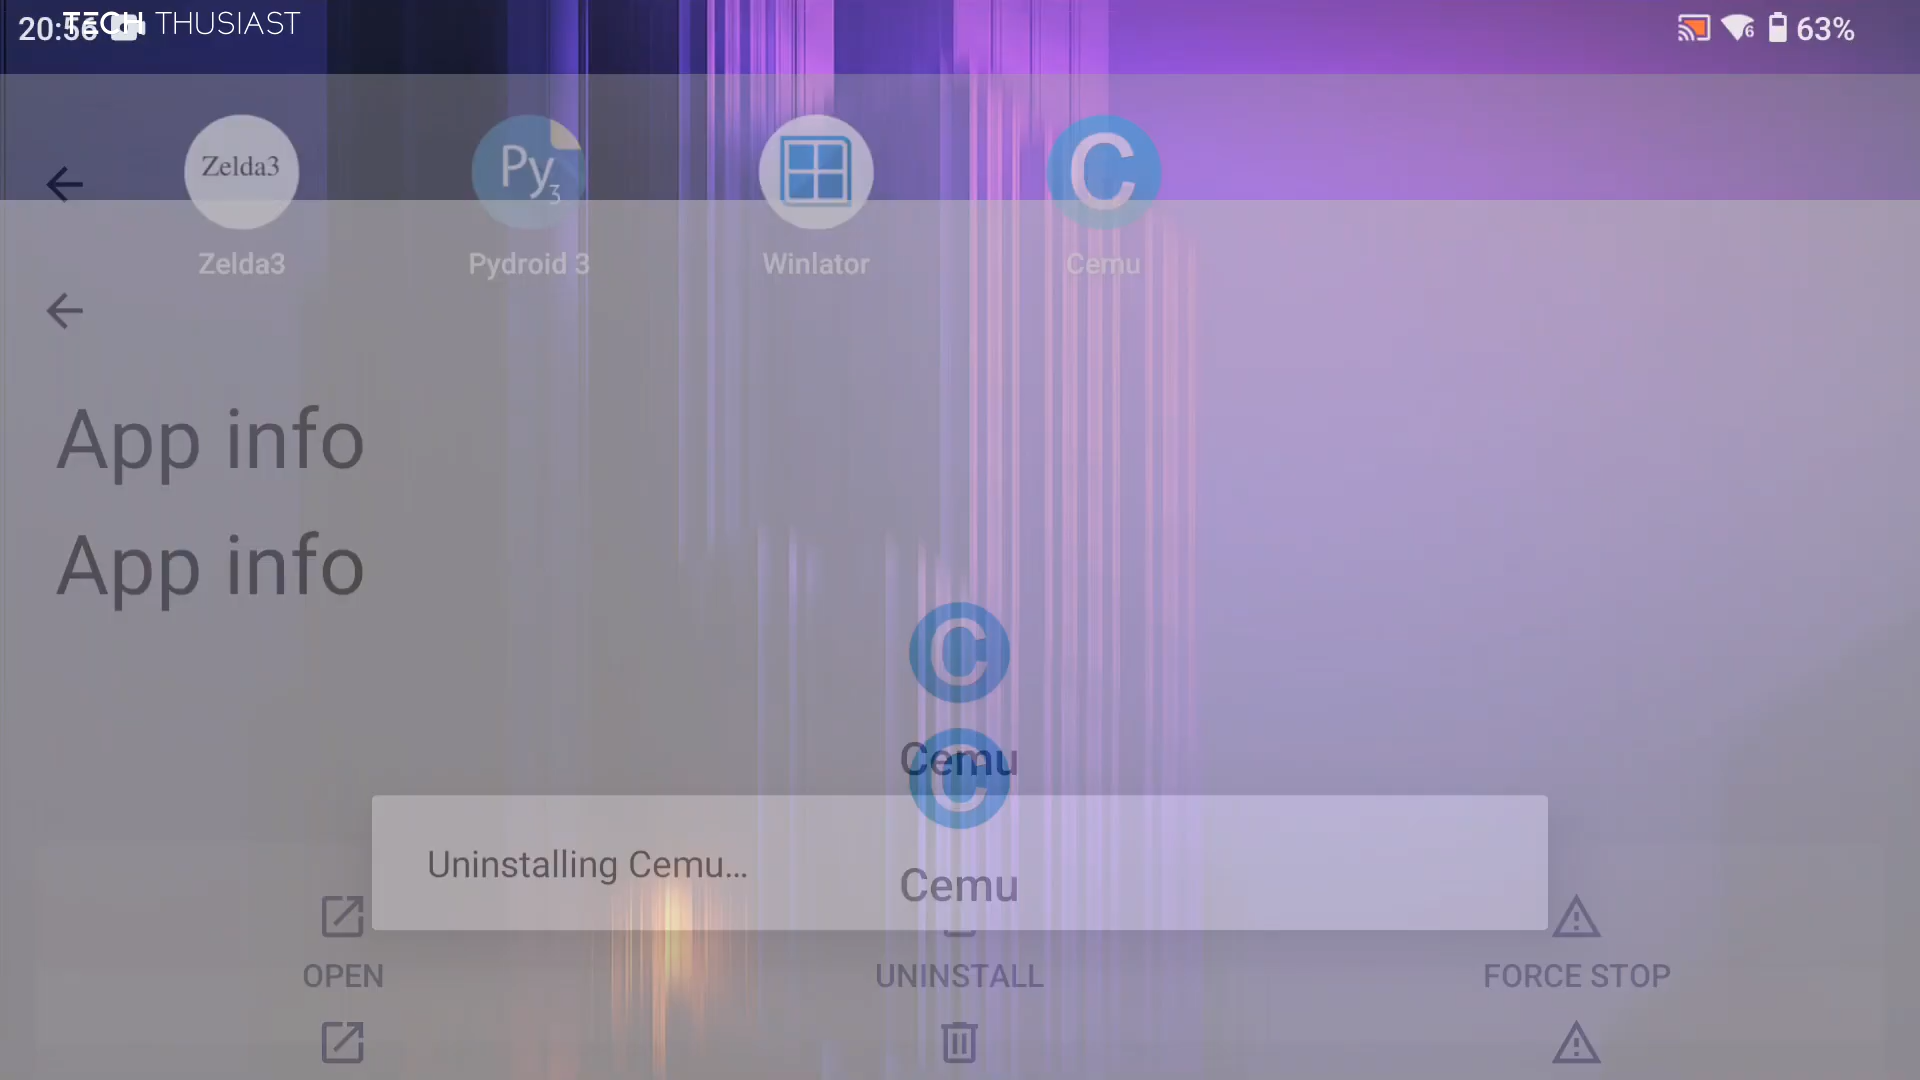 20:56
TECH THUSIAST
6
63%
Zelda3
Py3
C
Zelda3
Pydroid 3
Winlator
Cemu
App info
App info
C
Cemu
C
Uninstalling Cemu...
Cemu
OPEN
UNINSTALL
FORCE STOP